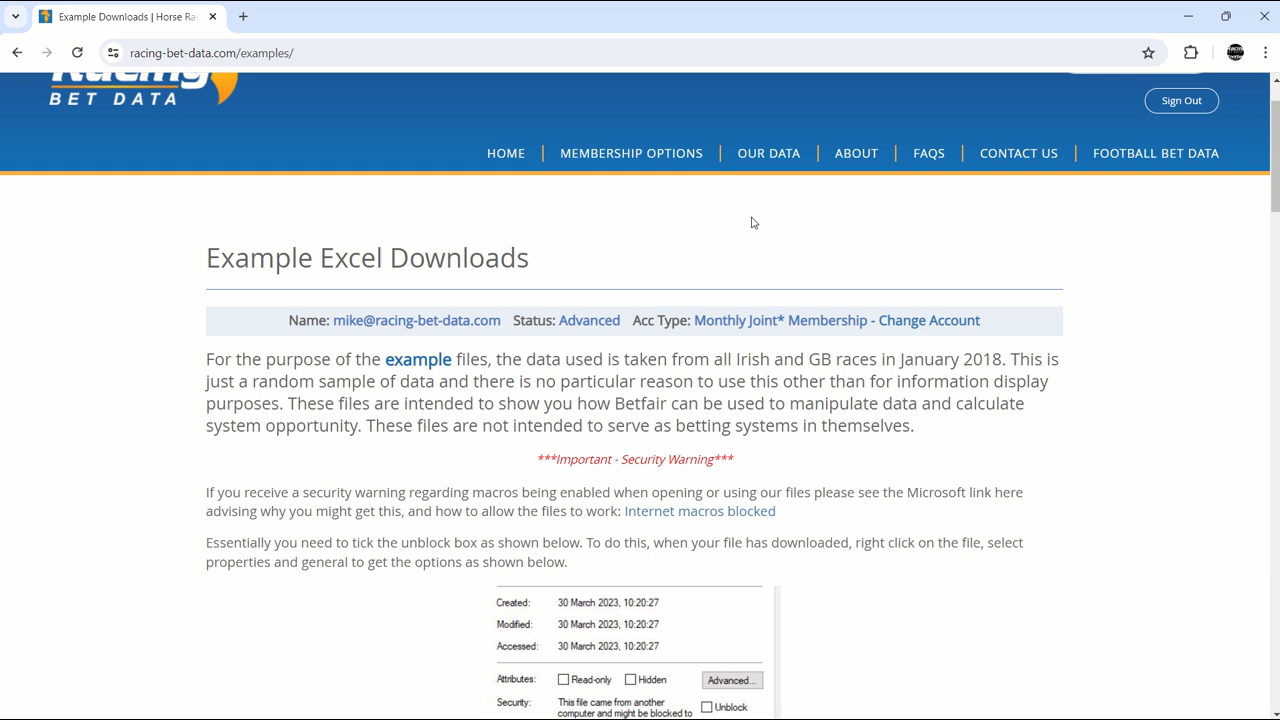 Example Downloads | Horse Ra
racing-bet-data.com/examples/
Racing
BET DATA
Sign Out
HOME
MEMBERSHIP OPTIONS
OUR DATA
ABOUT
FAQS
CONTACT US
FOOTBALL BET DATA
Example Excel Downloads
Name: mike@racing-bet-data.com Status: Advanced Acc Type: Monthly Joint* Membership - Change Account
For the purpose of the example files, the data used is taken from all Irish and GB races in January 2018. This is
just a random sample of data and there is no particular reason to use this other than for information display
purposes. These files are intended to show you how Betfair can be used to manipulate data and calculate
system opportunity. These files are not intended to serve as betting systems in themselves.
***Important - Security Warning***
If you receive a security warning regarding macros being enabled when opening or using our files please see the Microsoft link here
advising why you might get this, and how to allow the files to work: Internet macros blocked
Essentially you need to tick the unblock box as shown below. To do this, when your file has downloaded, right click on the file, select
properties and general to get the options as shown below.
Created: 30 March 2023, 10:20:27
Modified: 30 March 2023, 10:20:27
Accessed: 30 March 2023, 10:20:27
Attributes: Read-only Hidden Advanced...
Security: This file came from another
computer and might be blocked to
Unblock